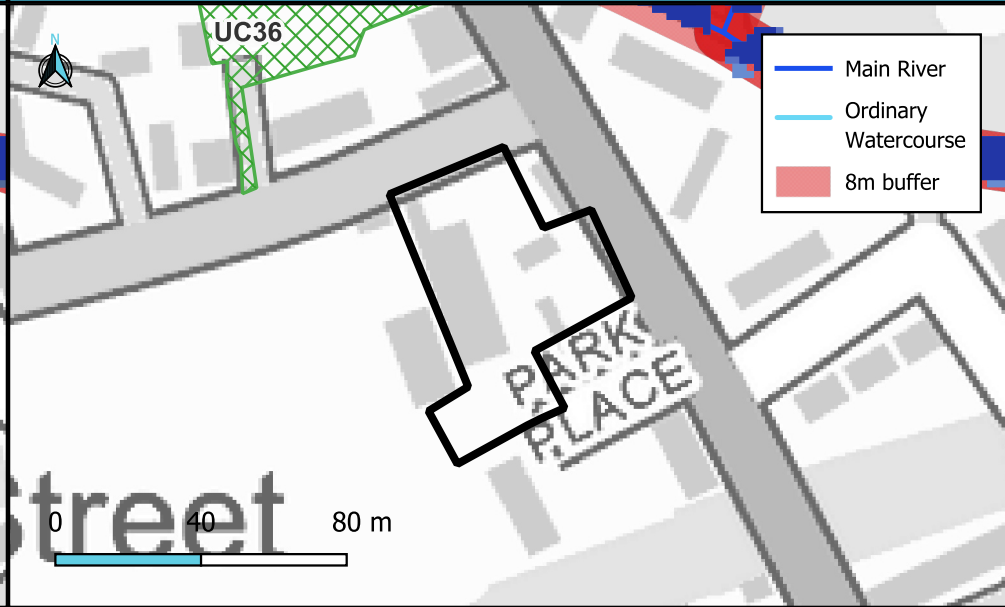 UC36
N
Main River
Ordinary
Watercourse
8m buffer
PARK
PLACE
Street
0 40 80 m